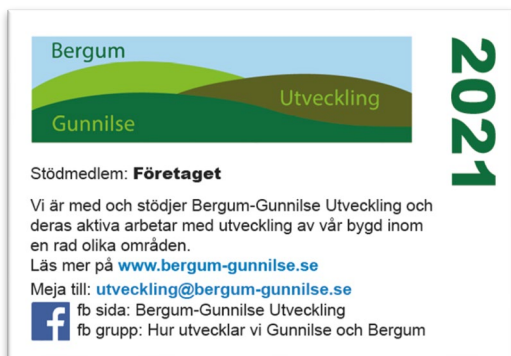 Bergum
Utveckling
Gunnilse
2021
Stödmedlem: Företaget
Vi är med och stödjer Bergum-Gunnilse Utveckling och
deras aktiva arbetar med utveckling av vår bygd inom
en rad olika områden.
Läs mer på www.bergum-gunnilse.se
Meja till: utveckling@bergum-gunnilse.se
fb sida: Bergum-Gunnilse Utveckling
fb grupp: Hur utvecklar vi Gunnilse och Bergum